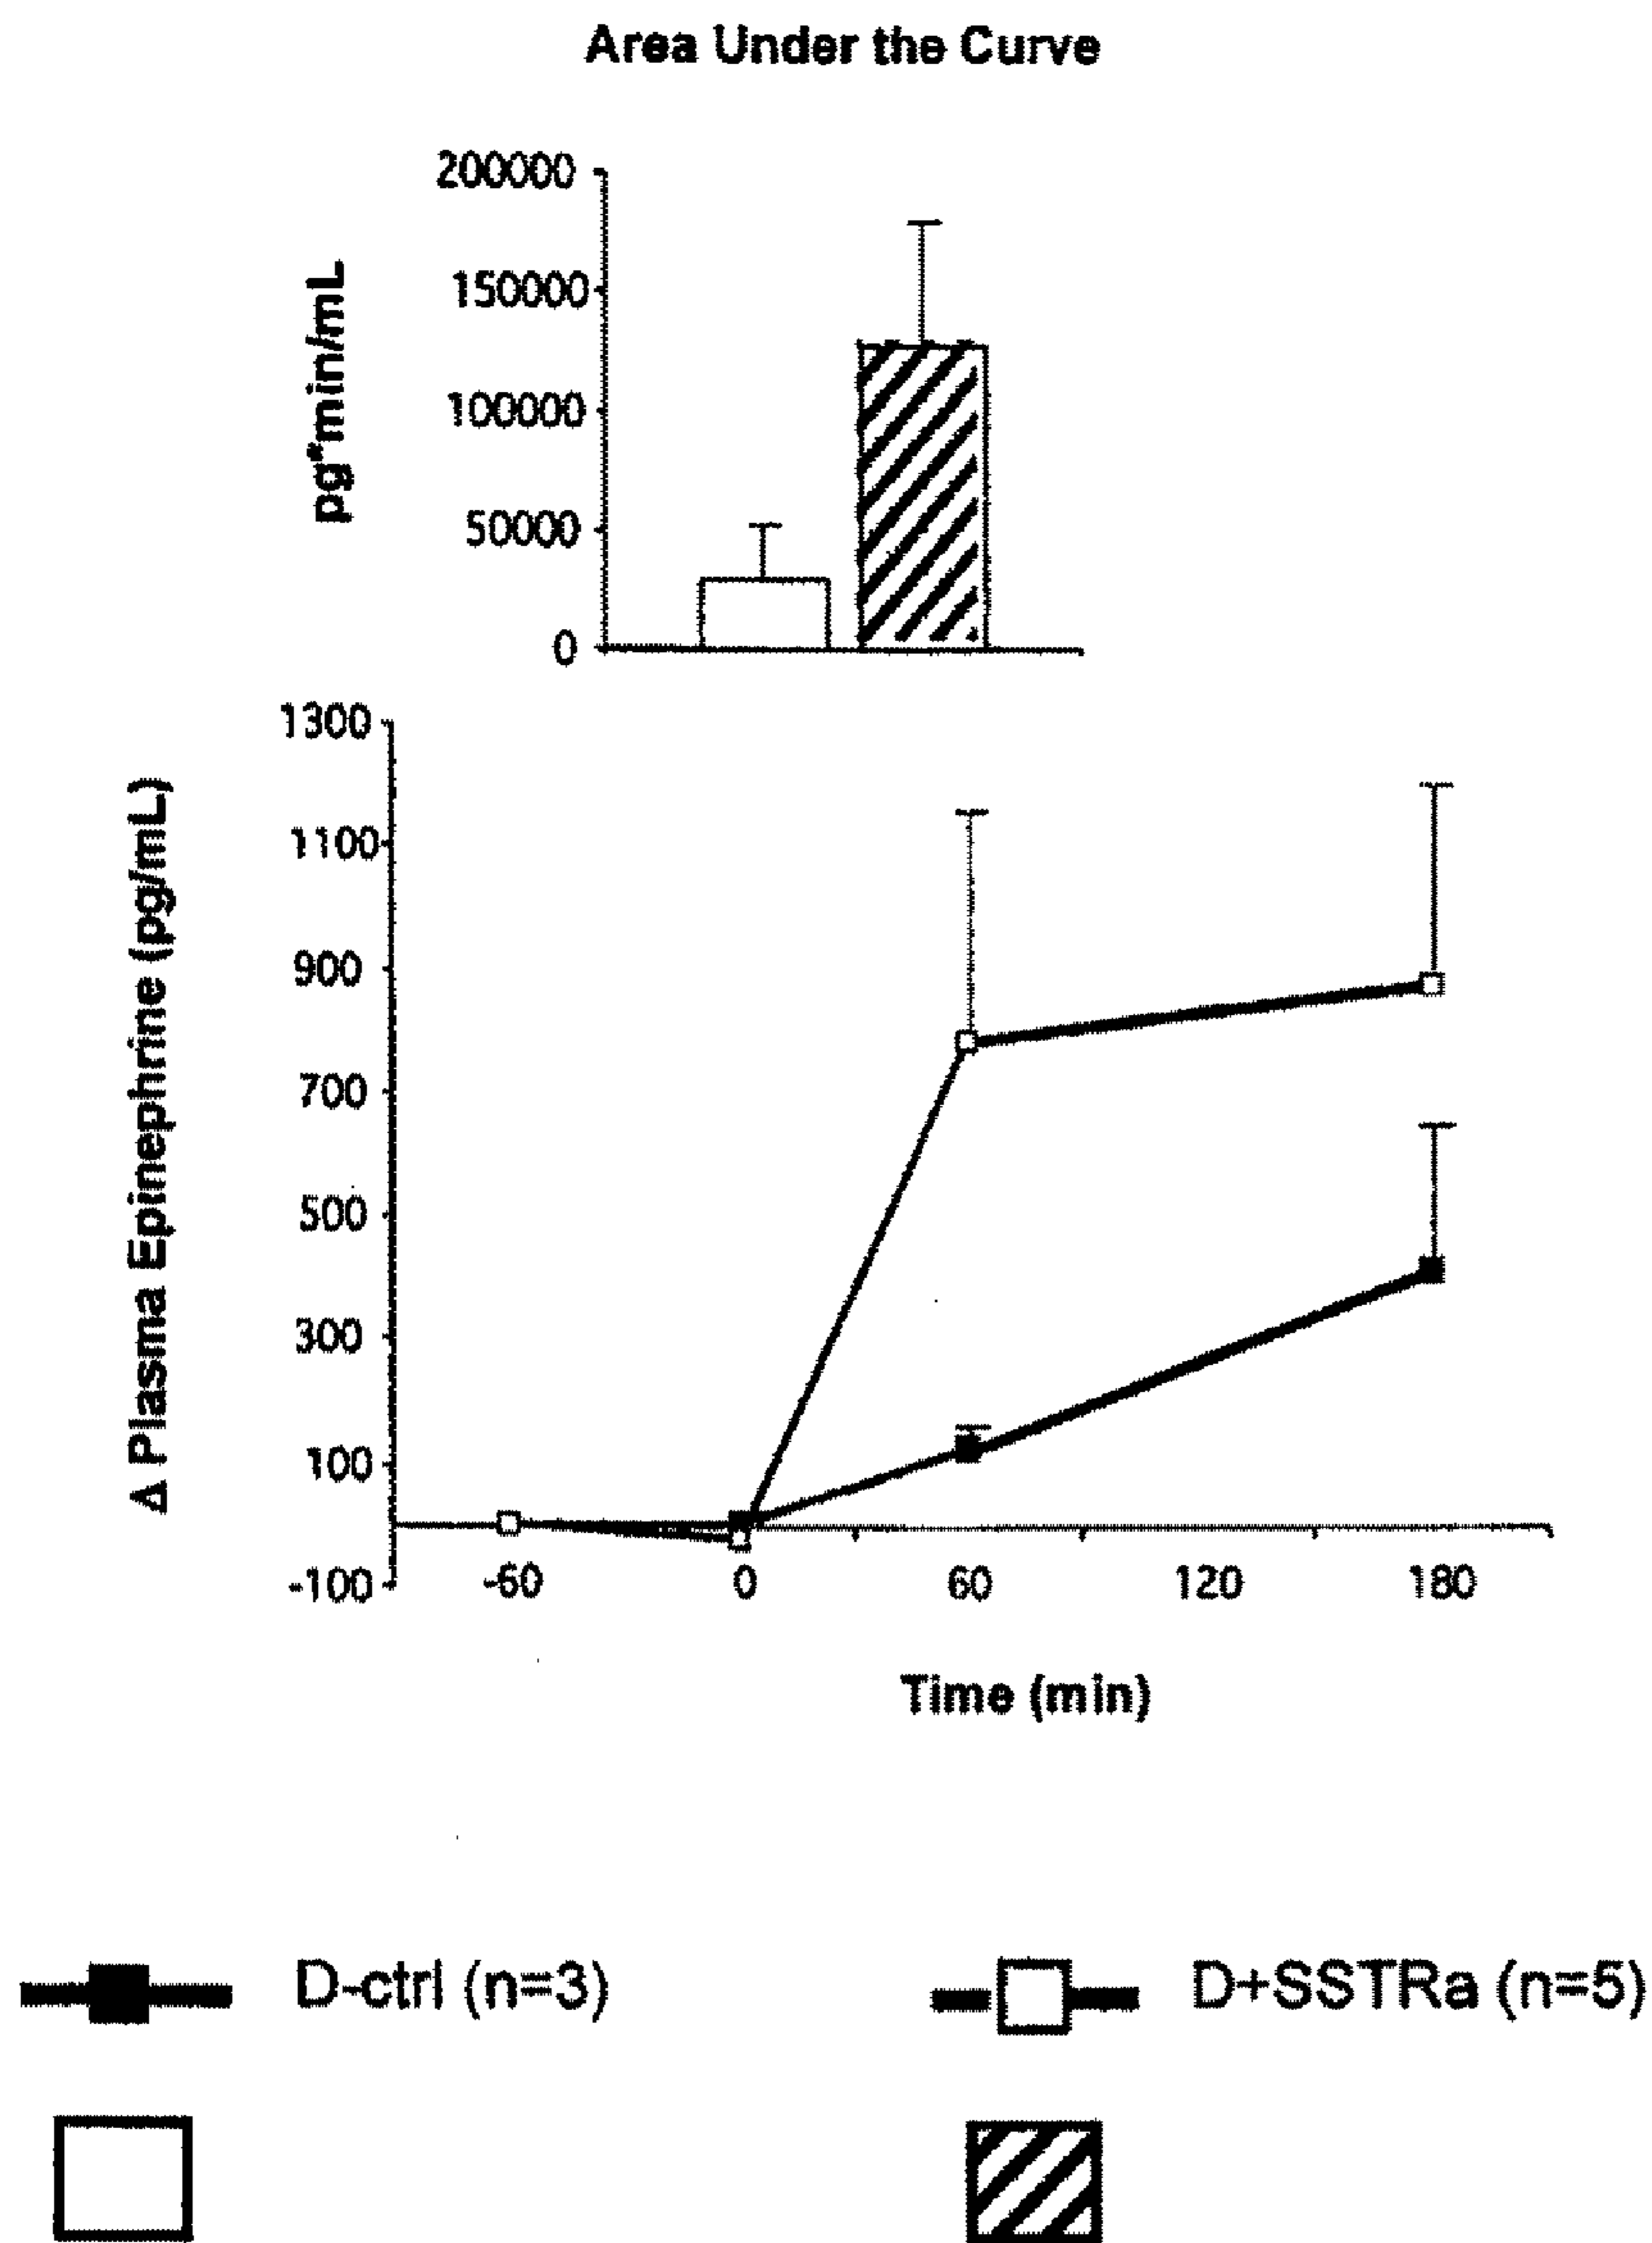 Area Under the Curve
200000
150000
100000
50000
0
pg*min/mL
1300
1100
900
700
500
300
100
-100
Δ Plasma Epinephrine (pg/mL)
-60 0 60 120 180
Time (min)
D-ctrl (n=3) D+SSTRa (n=5)